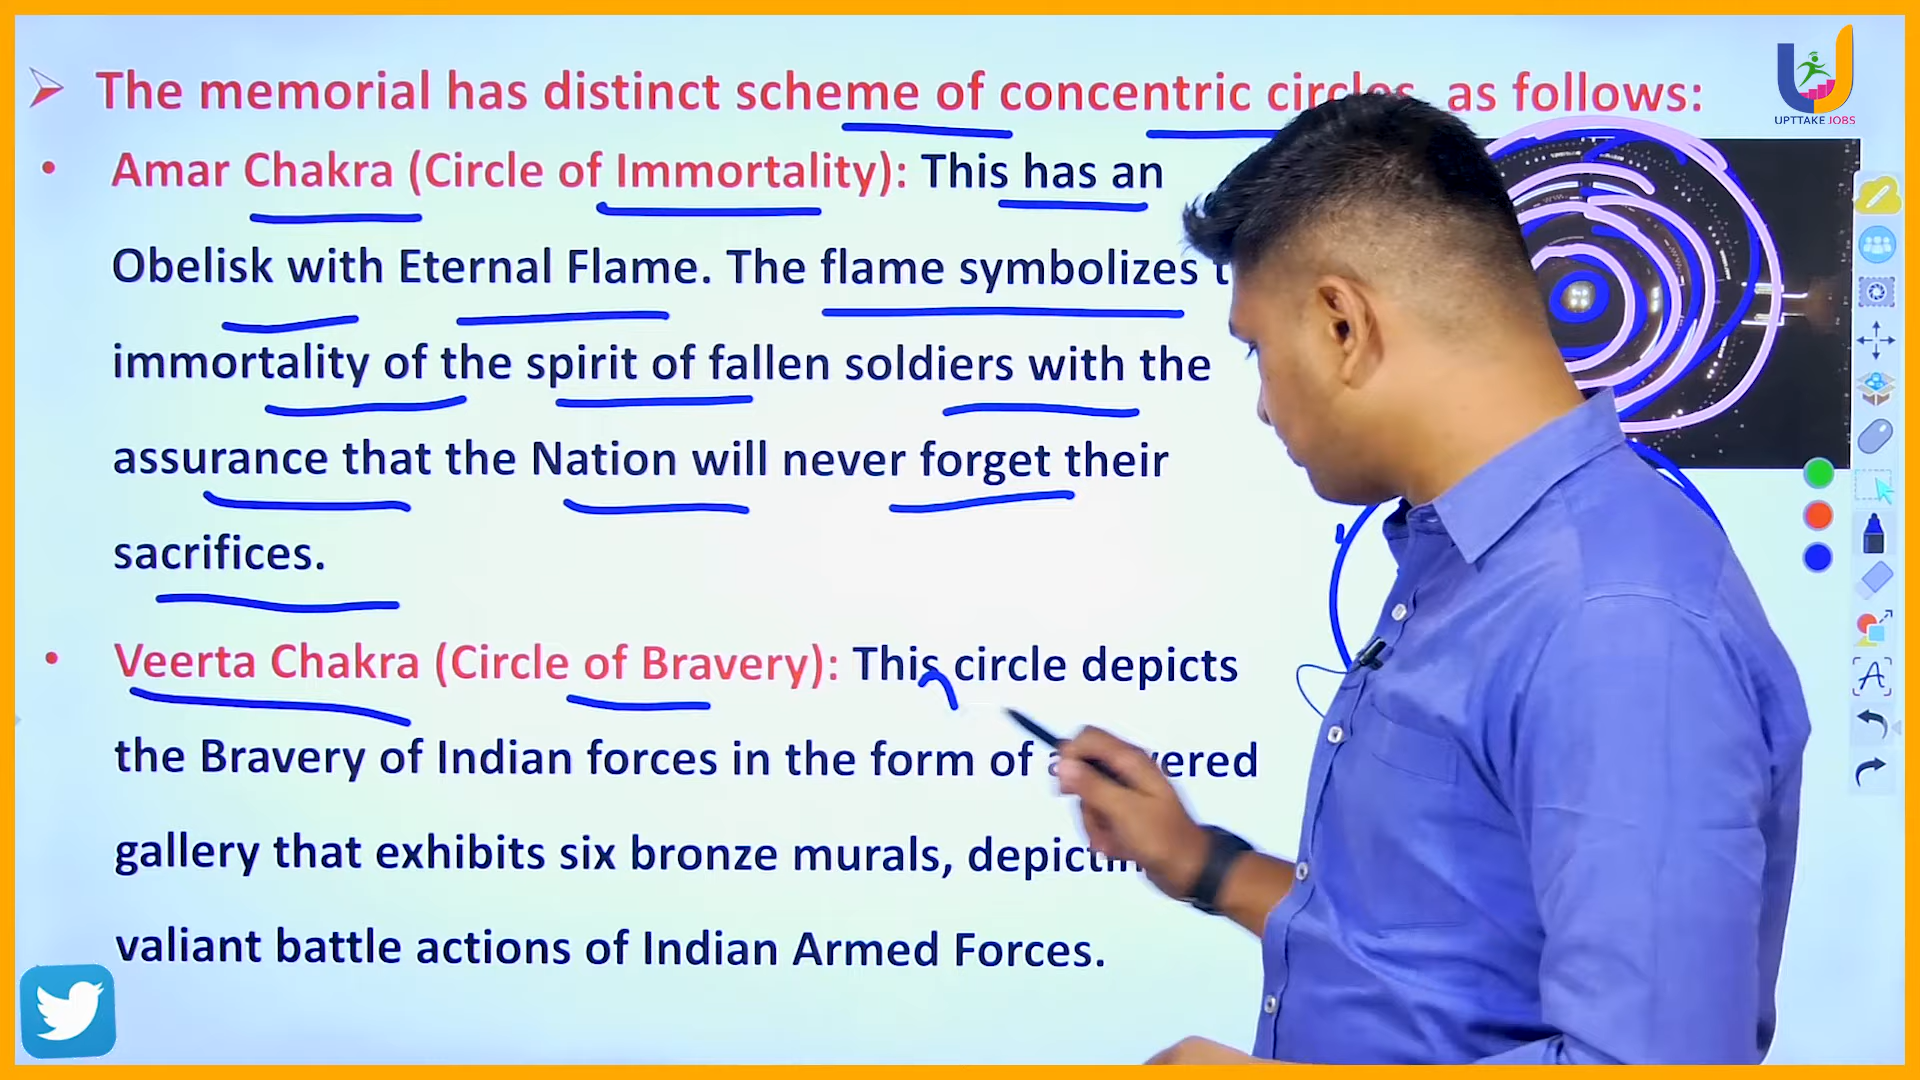 The memorial has distinct scheme of concentric circles, as follows:
UPTTAKE JOBS
Amar Chakra (Circle of Immortality): This has an
Obelisk with Eternal Flame. The flame symbolizes
immortality of the spirit of fallen soldiers with the
assurance that the Nation will never forget their
sacrifices.
Veerta Chakra (Circle of Bravery): This circle depicts
the Bravery of Indian forces in the form of a
gallery that exhibits six bronze murals,
valiant battle actions of Indian Armed Forces.